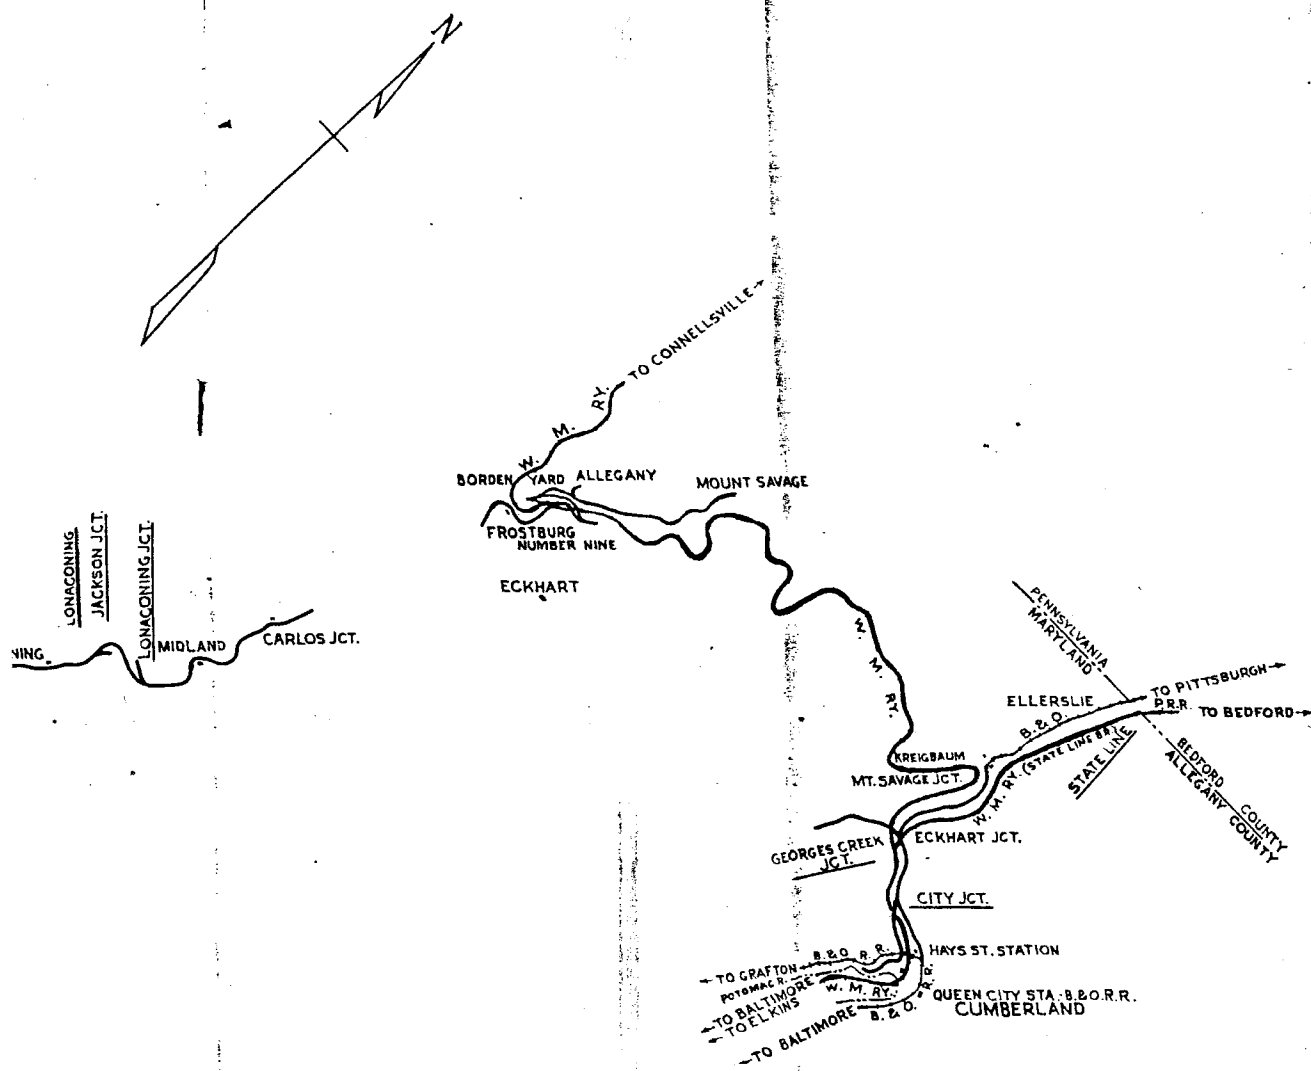 N
TO CONNELLSVILLE
W. M. RY.
BORDEN YARD
ALLEGANY
MOUNT SAVAGE
FROSTBURG
NUMBER NINE
ECKHART
LONACONING
JACKSON JCT.
LONACONING JCT.
NING
MIDLAND
CARLOS JCT.
W. M. RY.
PENNSYLVANIA
MARYLAND
ELLERSLIE
B. & O.
TO PITTSBURGH
P.R.R.
TO BEDFORD
KREIGBAUM
MT. SAVAGE JCT.
W. M. RY. (STATE LINE BR.)
STATE LINE
BEDFORD COUNTY
ALLEGANY COUNTY
GEORGES CREEK
JCT.
ECKHART JCT.
CITY JCT.
HAYS ST. STATION
B. & O. R. R.
TO GRAFTON
POTOMAC R.
TO BALTIMORE
W. M. RY.
TO ELKINS
QUEEN CITY STA.-B.&O.R.R.
CUMBERLAND
B. & O. R.R.
TO BALTIMORE